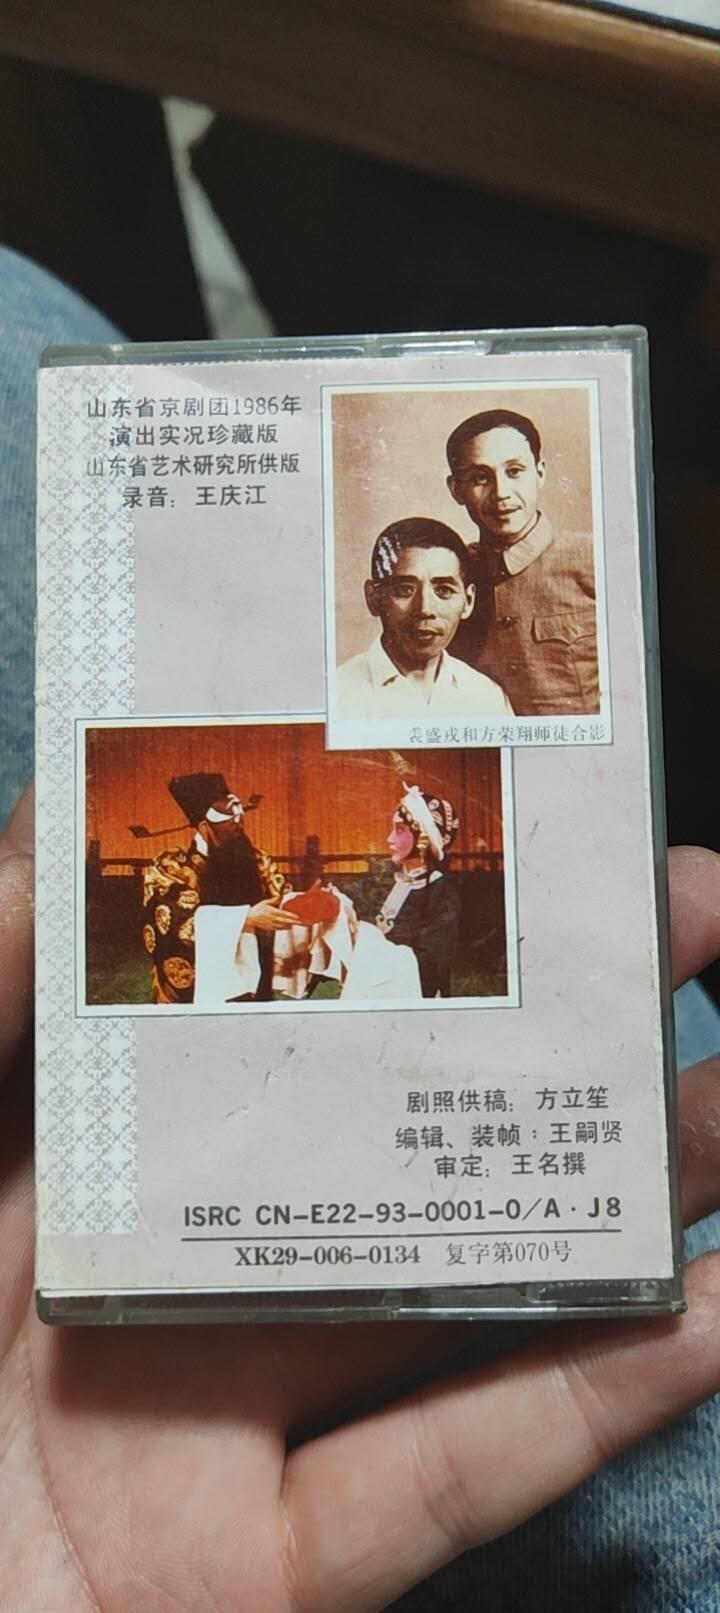 山东省京剧团1986年
演出实况珍藏版
山东省艺术研究所供版
录音：王庆江
裘盛戎和方荣翔师徒合影
剧照供稿：方立笙
编辑、装帧：王嗣贤
审定：王名撰
ISRC CN-E22-93-0001-0/A·J8
XK29-006-0134 复字第070号